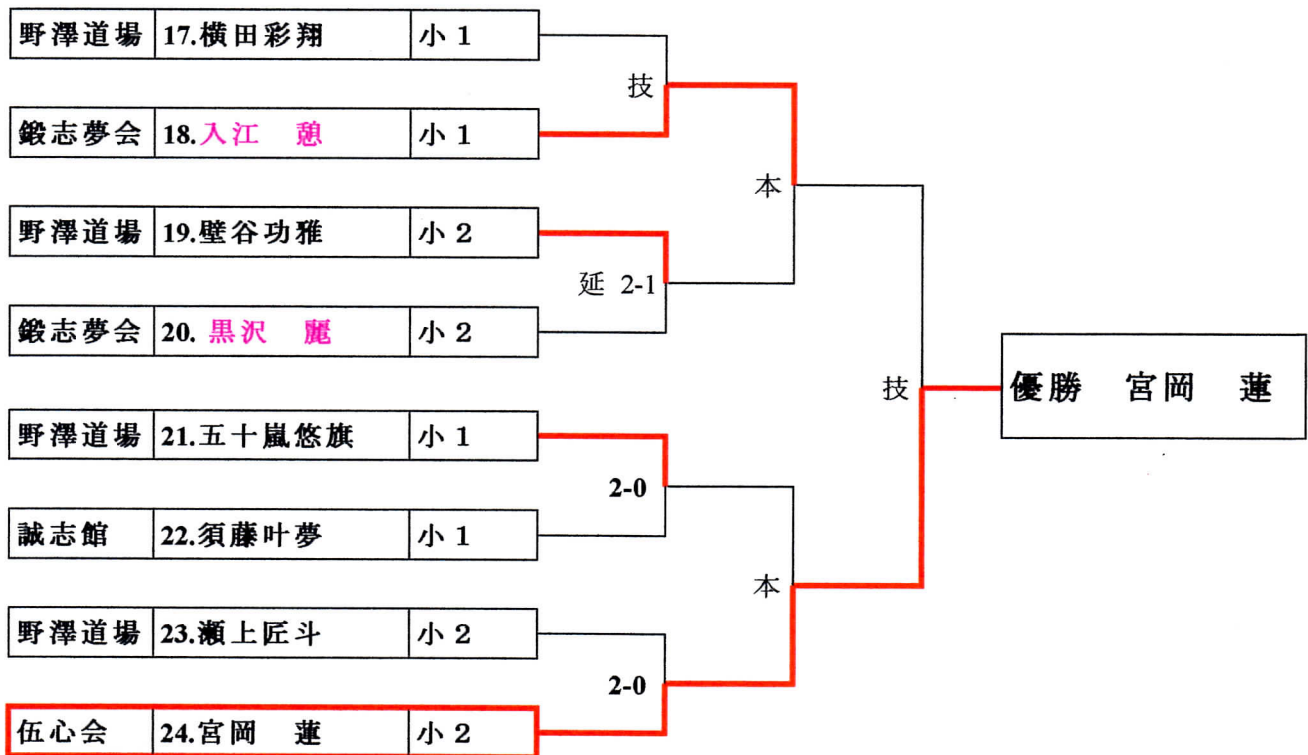 野澤道場 17.横田彩翔 小1
技
鍛志夢会 18.入江 憩 小1
本
野澤道場 19.壁谷功雅 小2
延 2-1
鍛志夢会 20. 黒沢 麗 小2
技
優勝 宮岡 蓮
野澤道場 21.五十嵐悠旗 小1
2-0
誠志館 22.須藤叶夢 小1
本
野澤道場 23.瀬上匠斗 小2
2-0
伍心会 24.宮岡 蓮 小2